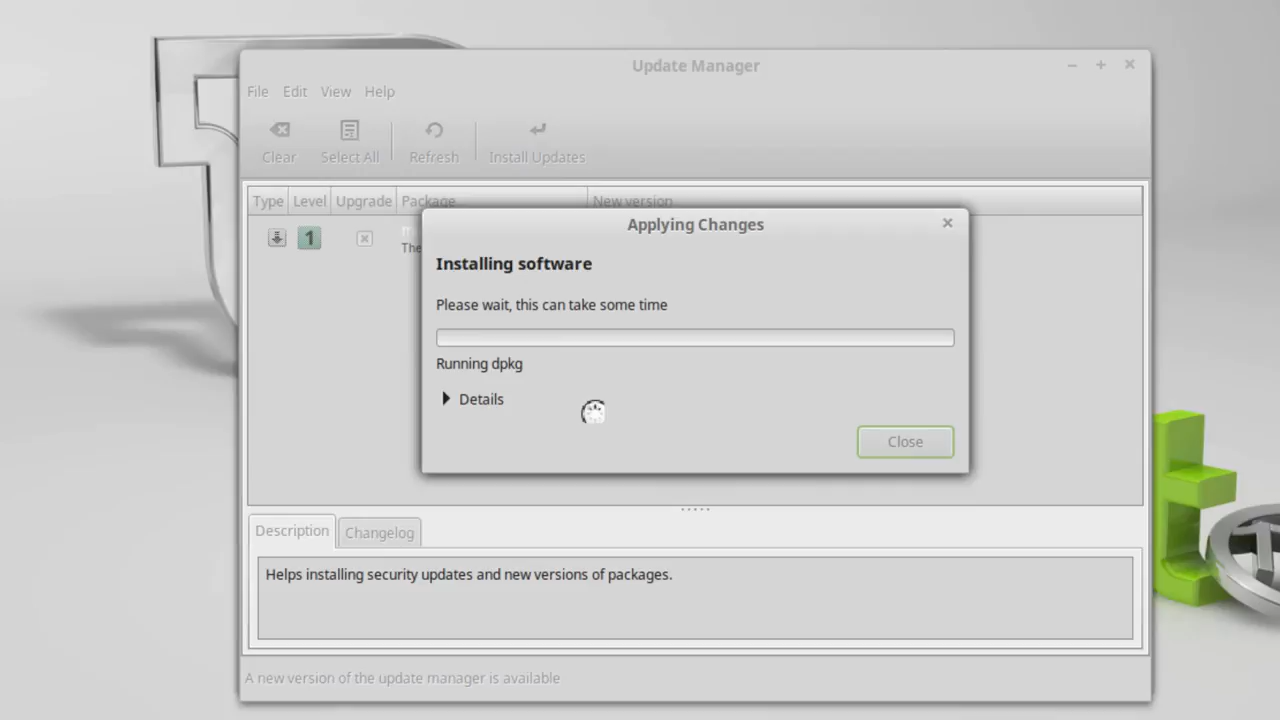 Update Manager
File Edit View Help
Clear Select All Refresh Install Updates
Type Level Upgrade Package New version
1
The
Applying Changes
Installing software
Please wait, this can take some time
Running dpkg
Details
Close
Description Changelog
Helps installing security updates and new versions of packages.
A new version of the update manager is available